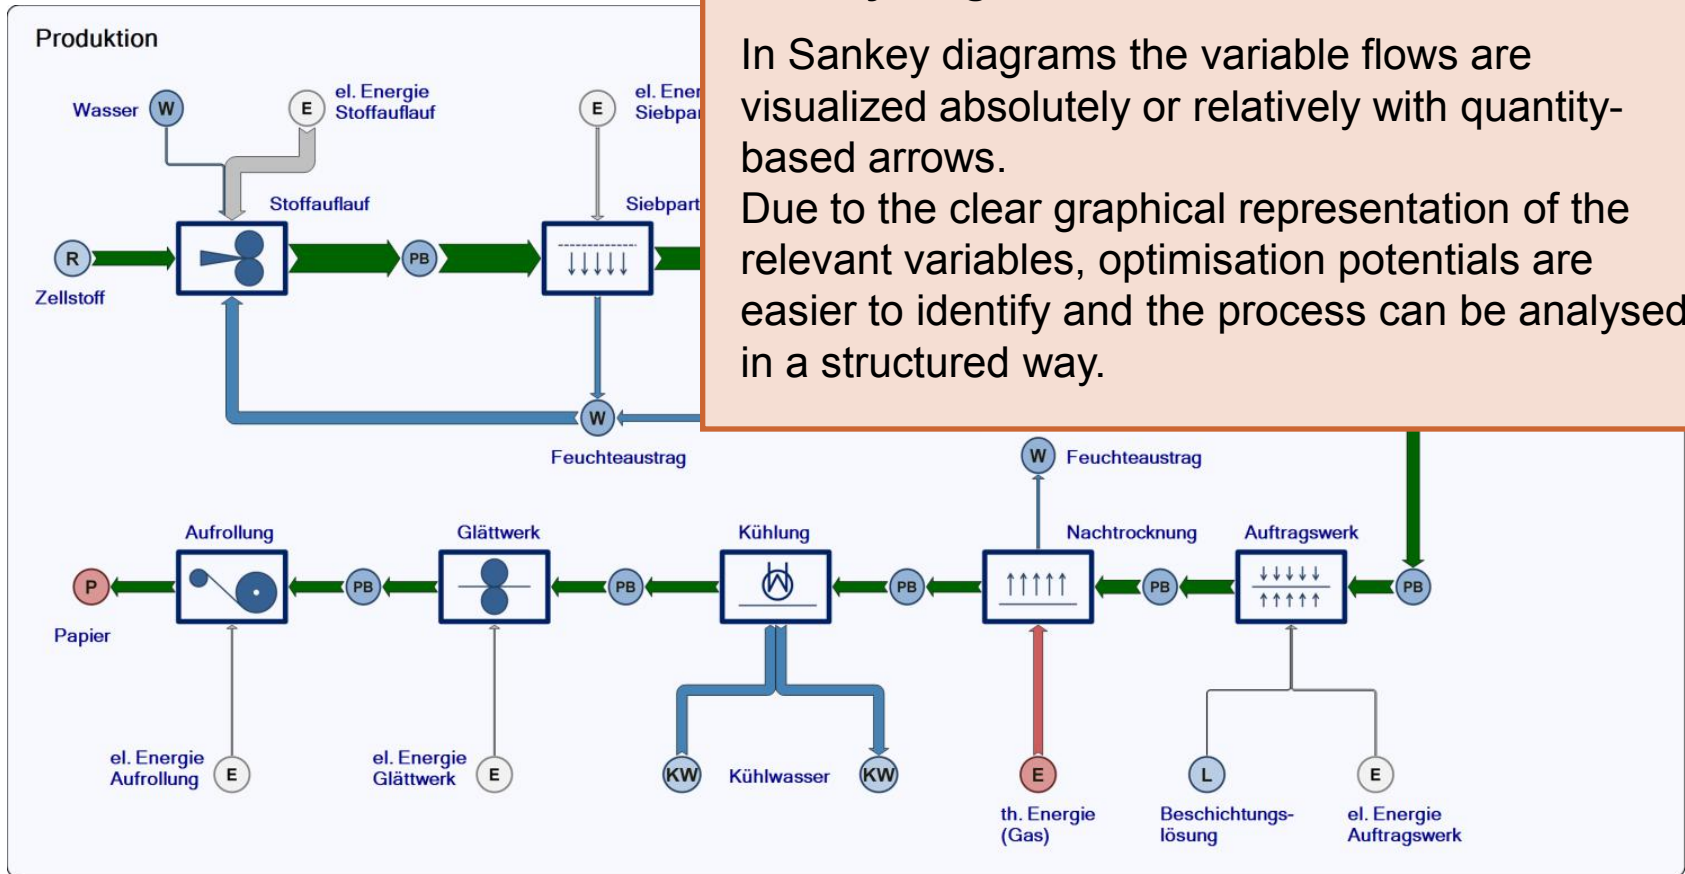 Produktion
In Sankey diagrams the variable flows are
visualized absolutely or relatively with quantity-
based arrows.
Due to the clear graphical representation of the
relevant variables, optimisation potentials are
easier to identify and the process can be analysed
in a structured way.
Wasser W
E el. Energie
Stoffauflauf
E
Stoffauflauf
R
PB
Zellstoff
W
Feuchteaustrag
W Feuchteaustrag
Aufrollung
Glättwerk
Kühlung
Nachtrocknung
Auftragswerk
P
PB
PB
PB
PB
PB
Papier
el. Energie
Aufrollung E
el. Energie
Glättwerk E
KW Kühlwasser KW
E
th. Energie
(Gas)
L
Beschichtungs-
lösung
E
el. Energie
Auftragswerk